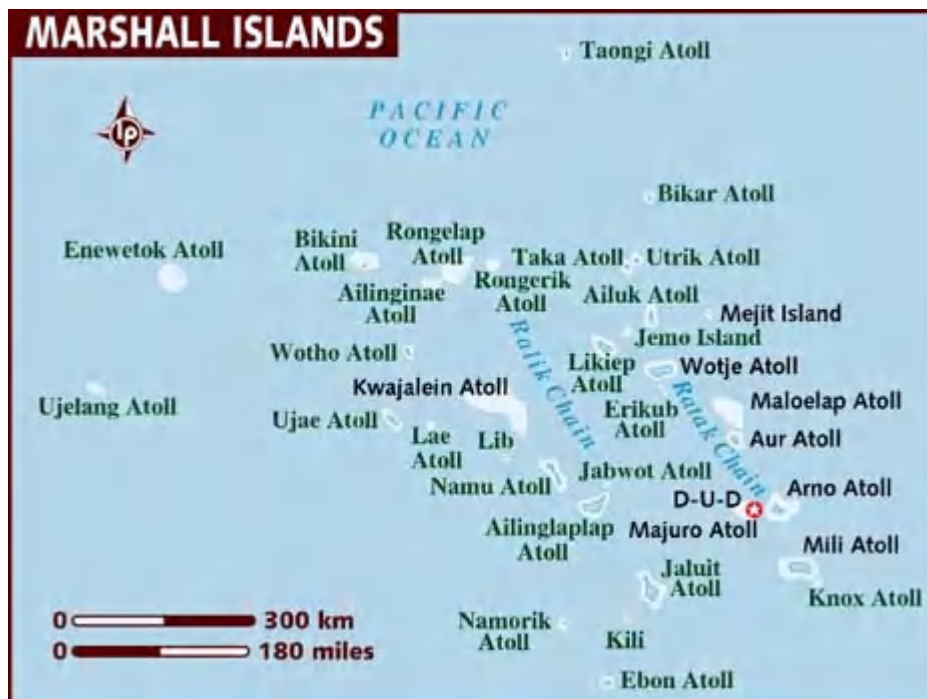 MARSHALL ISLANDS
Taongi Atoll
PACIFIC
OCEAN
lp
Bikar Atoll
Enewetok Atoll
Bikini
Atoll
Rongelap
Atoll
Taka Atoll
Utrik Atoll
Ailinginae
Atoll
Rongerik
Atoll
Ailuk Atoll
Mejit Island
Jemo Island
Wotho Atoll
Ralik Chain
Likiep
Atoll
Wotje Atoll
Kwajalein Atoll
Ratak Chain
Ujelang Atoll
Ujae Atoll
Erikub
Atoll
Maloelap Atoll
Lae
Atoll
Lib
Aur Atoll
Namu Atoll
Jabwot Atoll
D-U-D
Arno Atoll
Ailinglaplap
Atoll
Majuro Atoll
Mili Atoll
Jaluit
Atoll
Knox Atoll
0 300 km
0 180 miles
Namorik
Atoll
Kili
Ebon Atoll